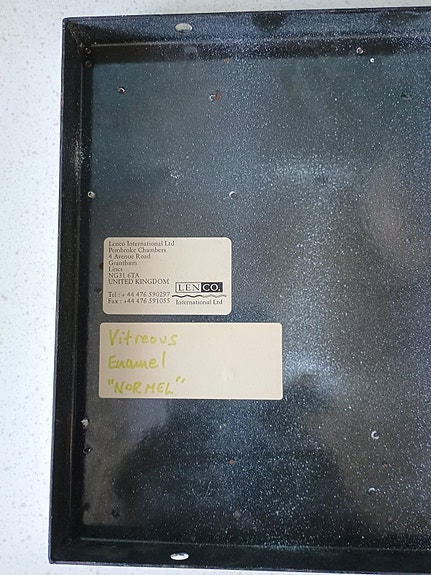 Lenco International Ltd
Pembroke Chambers
4 Avenue Road
Grantham
Lincs
NG31 6TA
UNITED KINGDOM
Tel : + 44 476 590297
Fax : +44 476 591055
LENCO.
International Ltd
Vitreous
Enamel
"NORMEL"